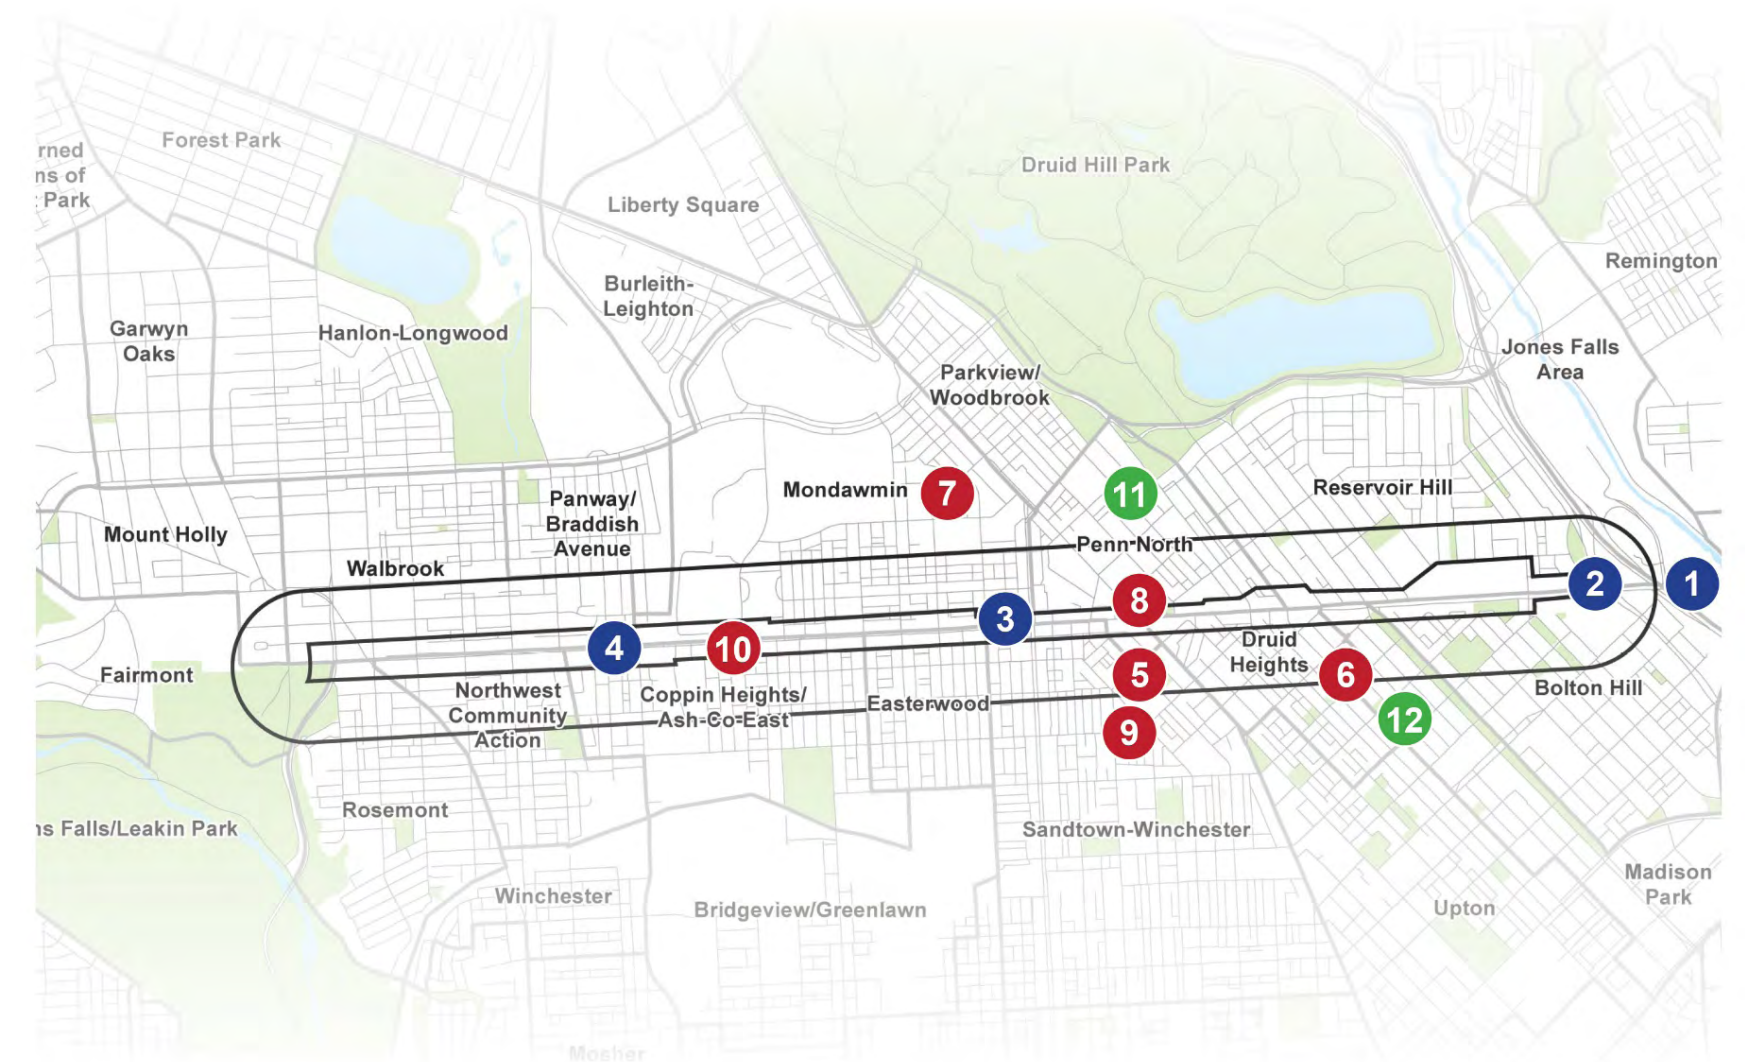 Forest Park
rned
ns of
Park
Druid Hill Park
Liberty Square
Remington
Burleith-
Leighton
Garwyn
Oaks
Hanlon-Longwood
Jones Falls
Area
Parkview/
Woodbrook
Mondawmin
7
11
Reservoir Hill
Panway/
Braddish
Avenue
Mount Holly
Penn-North
Walbrook
2
1
8
3
4
10
Druid
Heights
5
6
Fairmont
Bolton Hill
Northwest
Community
Action
Coppin Heights/
Ash-Co-East
Easterwood
12
9
Rosemont
ns Falls/Leakin Park
Sandtown-Winchester
Madison
Park
Winchester
Bridgeview/Greenlawn
Upton
Mosher